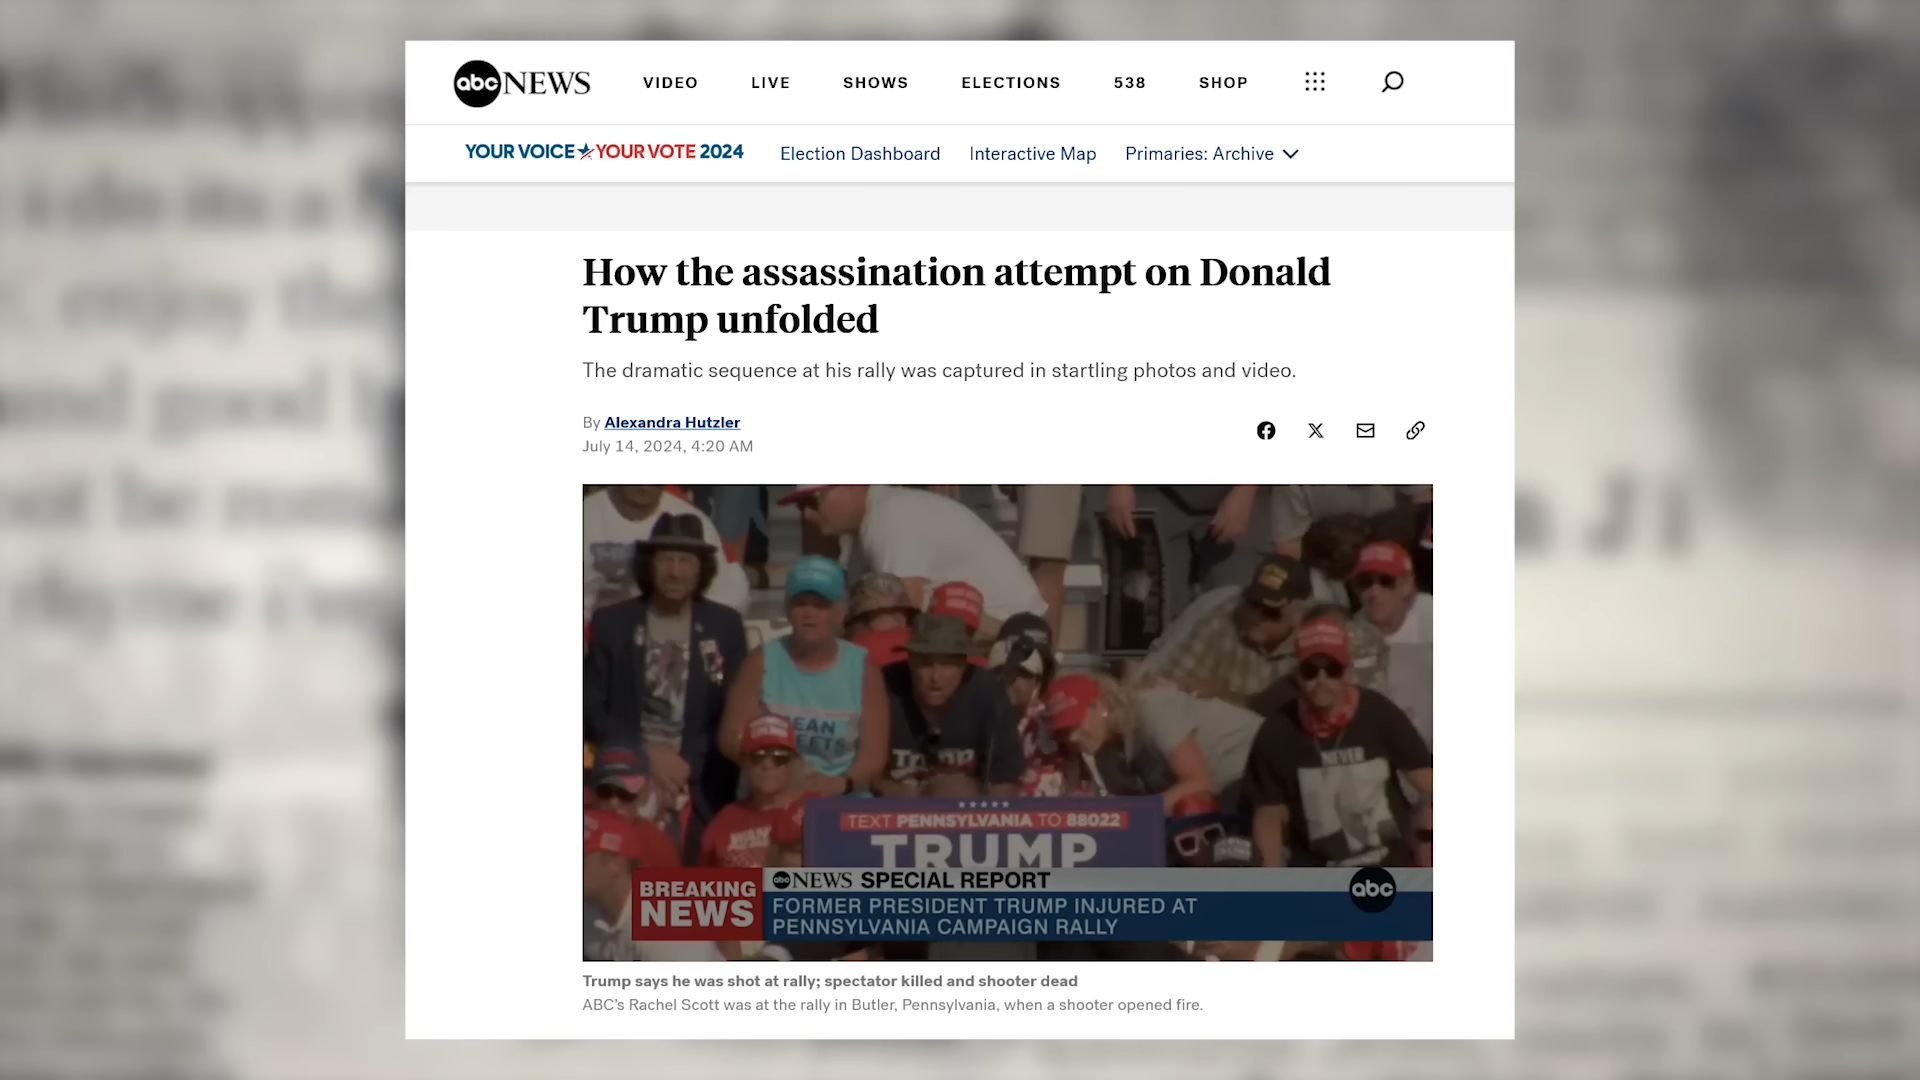 abc NEWS
VIDEO
LIVE
SHOWS
ELECTIONS
538
SHOP
YOUR VOICE YOUR VOTE 2024
Election Dashboard
Interactive Map
Primaries: Archive
How the assassination attempt on Donald
Trump unfolded
The dramatic sequence at his rally was captured in startling photos and video.
By Alexandra Hutzler
July 14, 2024, 4:20 AM
Trump
NEVER
TEXT PENNSYLVANIA TO 88022
TRUMP
BREAKING
NEWS
abc NEWS SPECIAL REPORT
FORMER PRESIDENT TRUMP INJURED AT
PENNSYLVANIA CAMPAIGN RALLY
abc
Trump says he was shot at rally; spectator killed and shooter dead
ABC's Rachel Scott was at the rally in Butler, Pennsylvania, when a shooter opened fire.